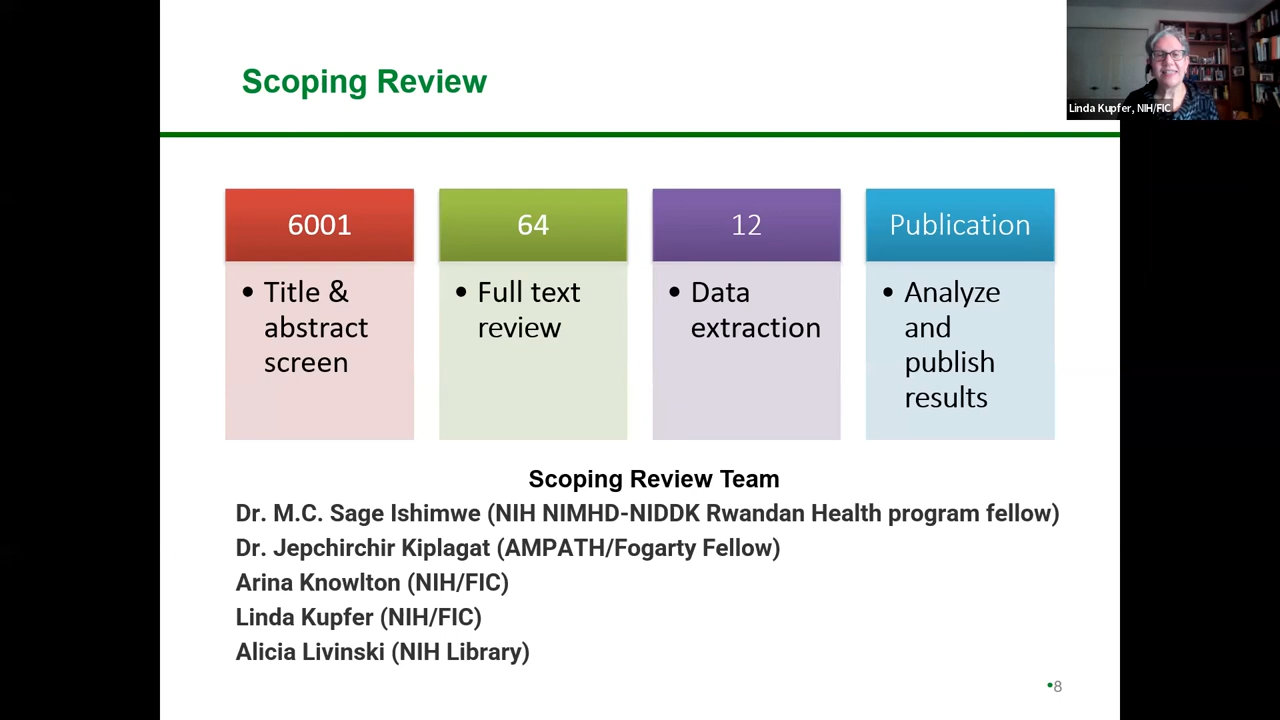 Scoping Review
Linda Kupfer, NIH/FIC
6001
• Title &
abstract
screen
64
• Full text
review
12
• Data
extraction
Publication
• Analyze
and
publish
results
Scoping Review Team
Dr. M.C. Sage Ishimwe (NIH NIMHD-NIDDK Rwandan Health program fellow)
Dr. Jepchirchir Kiplagat (AMPATH/Fogarty Fellow)
Arina Knowlton (NIH/FIC)
Linda Kupfer (NIH/FIC)
Alicia Livinski (NIH Library)
•8